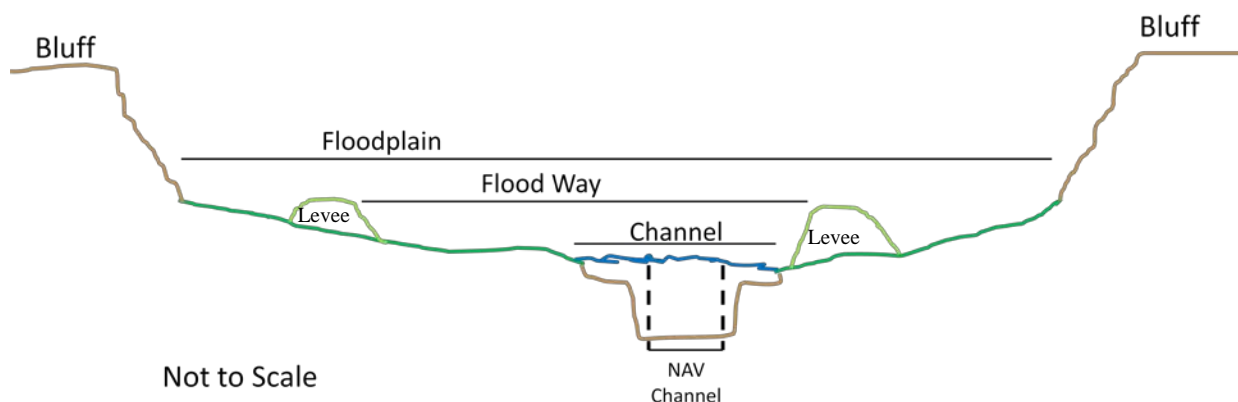 Bluff
Bluff
Floodplain
Flood Way
Levee
Channel
Levee
NAV
Channel
Not to Scale